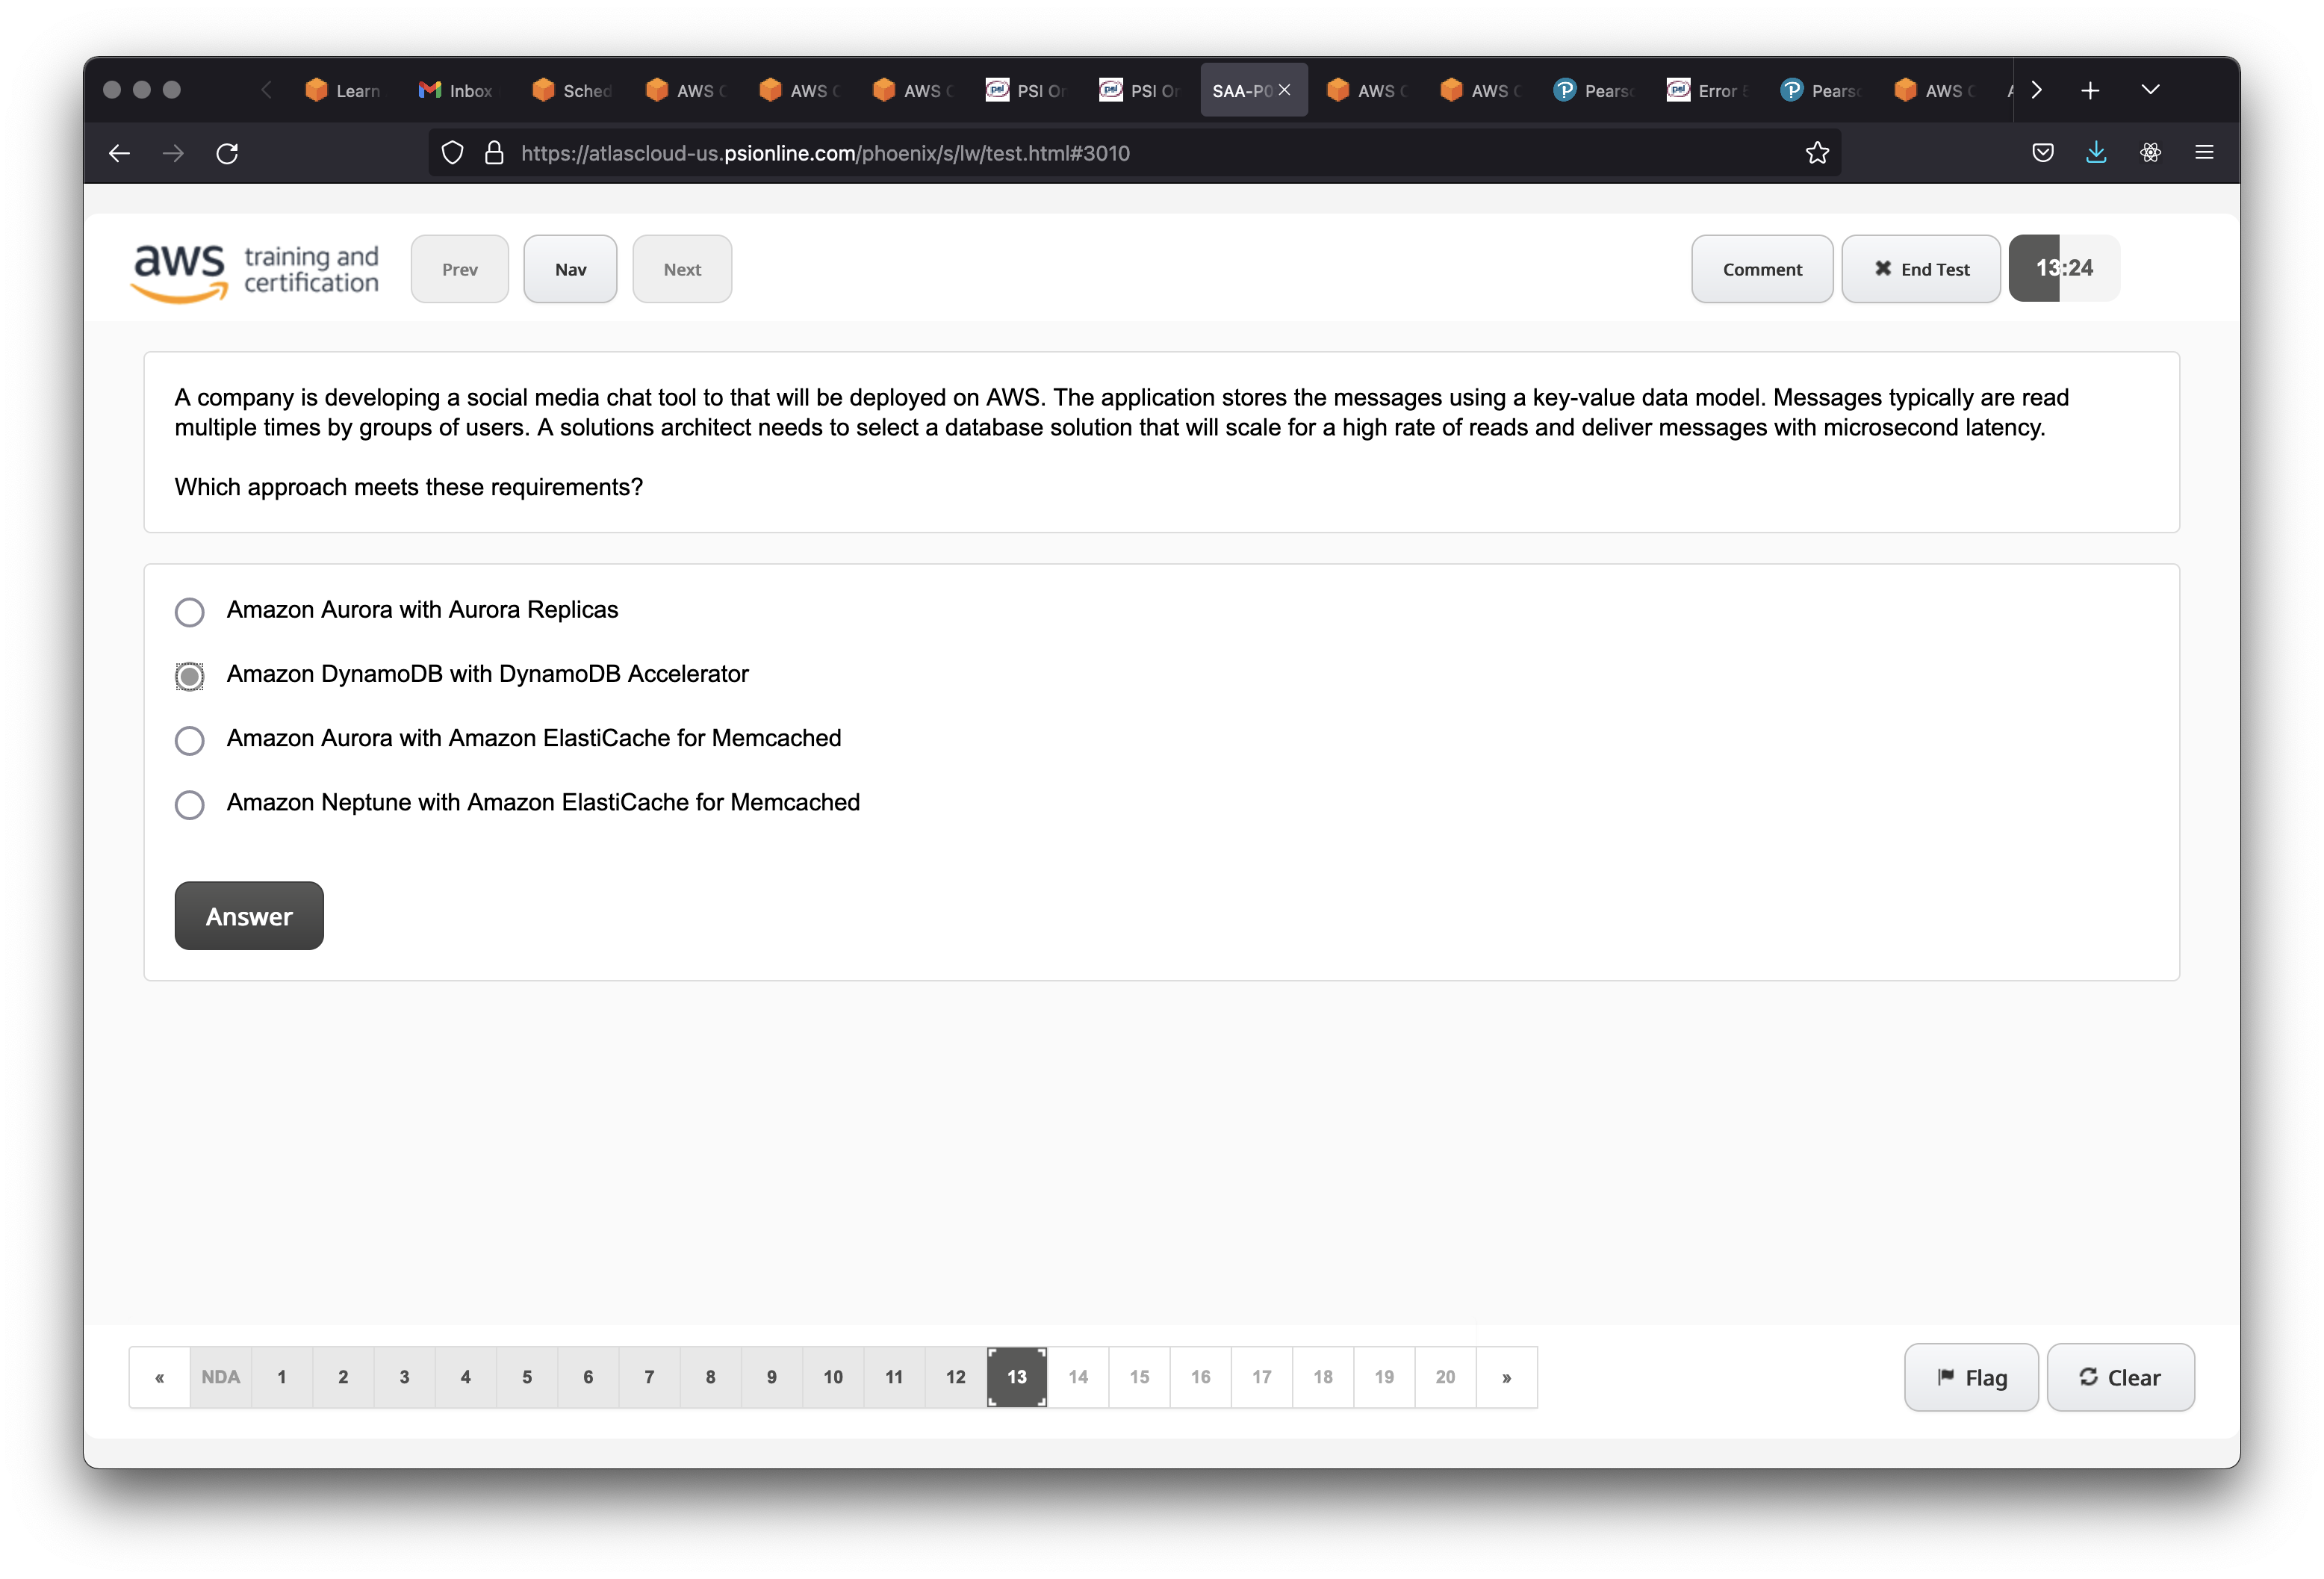 Learn
Inbox
Sched
AWS
AWS
AWS
PSI
PSI
SAA-P
AWS
AWS
Pears
Error
Pears
AWS
https://atlascloud-us.psionline.com/phoenix/s/lw/test.html#3010
aws training and certification
Prev
Nav
Next
Comment
End Test
13:24
A company is developing a social media chat tool to that will be deployed on AWS. The application stores the messages using a key-value data model. Messages typically are read
multiple times by groups of users. A solutions architect needs to select a database solution that will scale for a high rate of reads and deliver messages with microsecond latency.
Which approach meets these requirements?
Amazon Aurora with Aurora Replicas
Amazon DynamoDB with DynamoDB Accelerator
Amazon Aurora with Amazon ElastiCache for Memcached
Amazon Neptune with Amazon ElastiCache for Memcached
Answer
« NDA 1 2 3 4 5 6 7 8 9 10 11 12 13 14 15 16 17 18 19 20 »
Flag
Clear